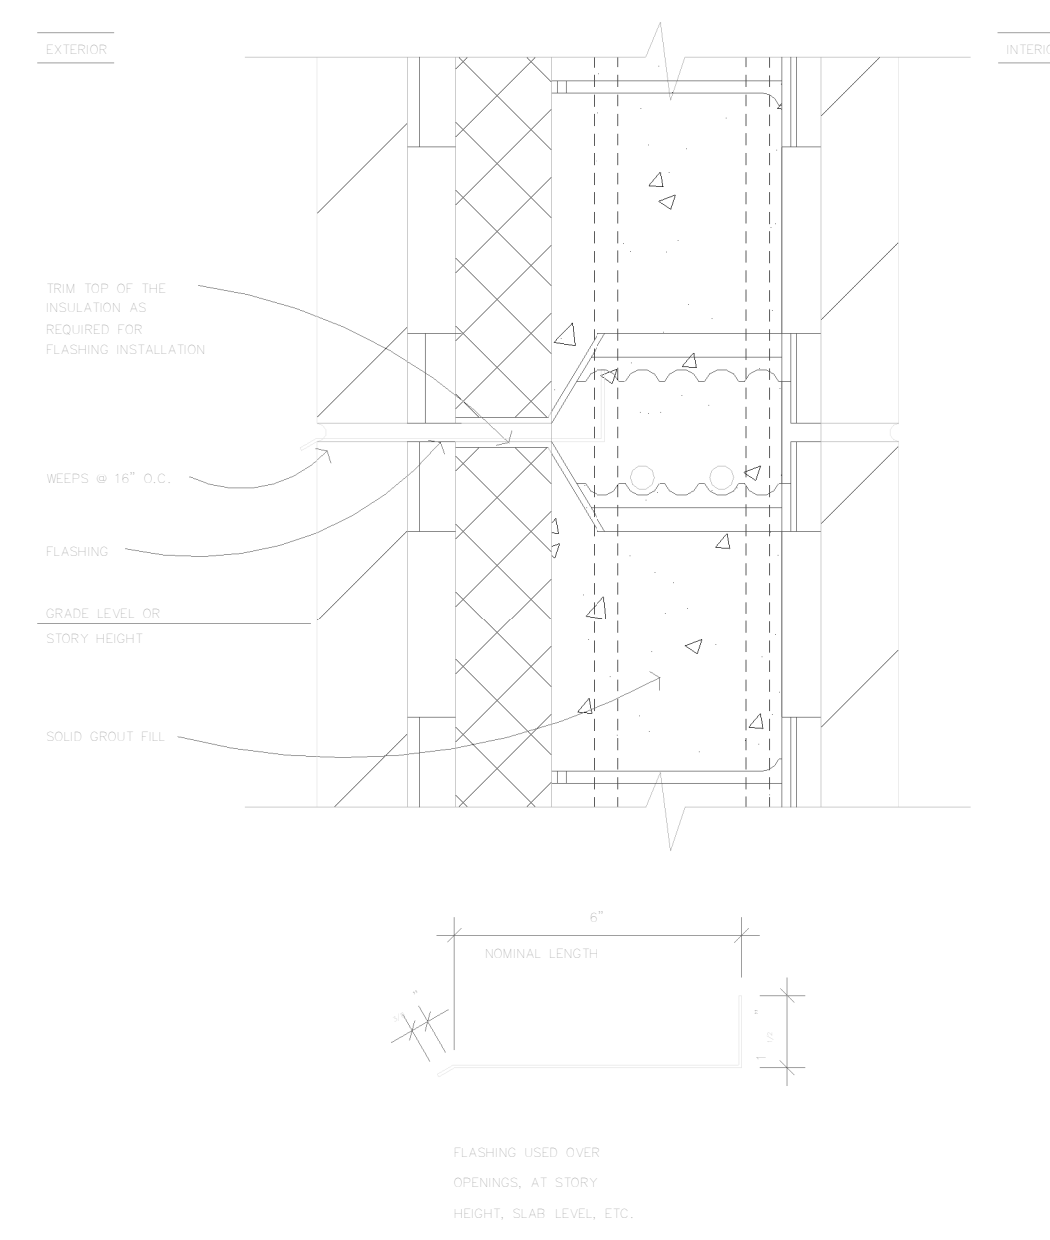 EXTERIOR
TRIM TOP OF THE
INSULATION AS
REQUIRED FOR
FLASHING INSTALLATION
WEEPS @ 16" O.C.
FLASHING
GRADE LEVEL OR
STORY HEIGHT
SOLID GROUT FILL
6"
NOMINAL LENGTH
FLASHING USED OVER
OPENINGS, AT STORY
HEIGHT, SLAB LEVEL, ETC.